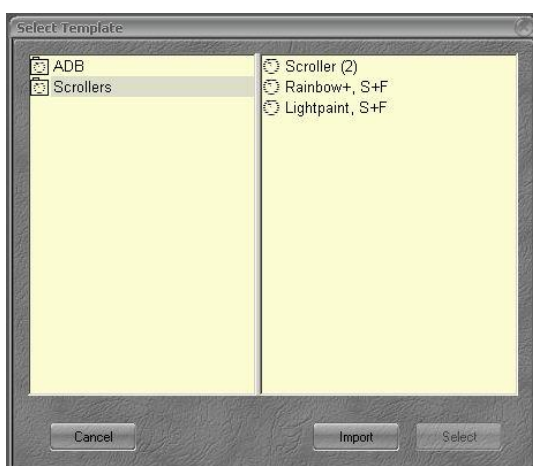 Select Template
ADB
Scrollers
Scroller (2)
Rainbow+, S+F
Lightpaint, S+F
Cancel
Import
Select